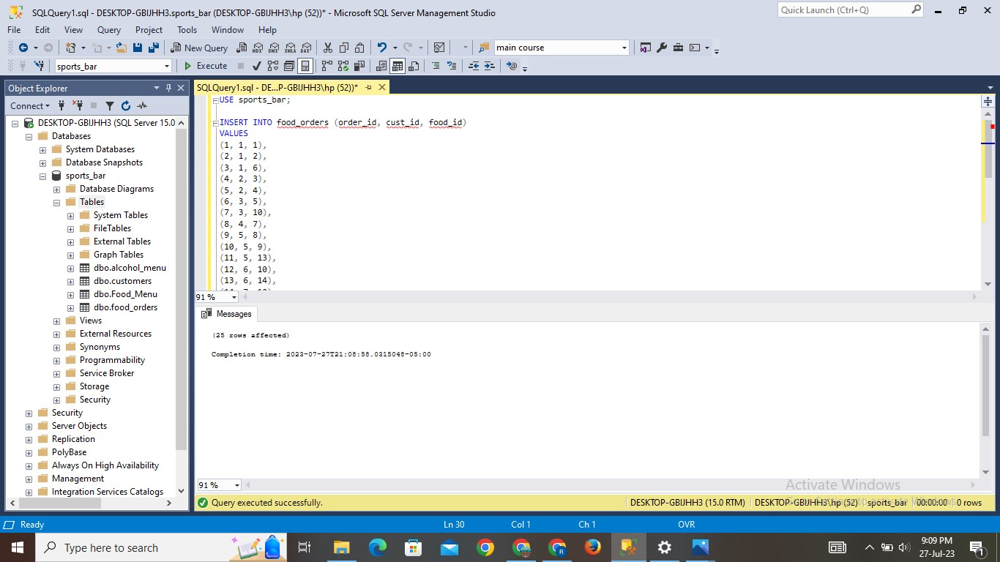 SQLQuery1.sql - DESKTOP-GBIJHH3.sports_bar (DESKTOP-GBIJHH3\hp (52))* - Microsoft SQL Server Management Studio
Quick Launch (Ctrl+Q)
File Edit View Query Project Tools Window Help
New Query MDX DMX XMLA DAX main course
sports_bar Execute
Object Explorer
SQLQuery1.sql - DE...P-GBIJHH3\hp (52))*
Connect
DESKTOP-GBIJHH3 (SQL Server 15.0
Databases
System Databases
Database Snapshots
sports_bar
Database Diagrams
Tables
System Tables
FileTables
External Tables
Graph Tables
dbo.alcohol_menu
dbo.customers
dbo.Food_Menu
dbo.food_orders
Views
External Resources
Synonyms
Programmability
Service Broker
Storage
Security
Security
Server Objects
Replication
PolyBase
Always On High Availability
Management
Integration Services Catalogs
USE sports_bar;
INSERT INTO food_orders (order_id, cust_id, food_id)
VALUES
(1, 1, 1),
(2, 1, 2),
(3, 1, 6),
(4, 2, 3),
(5, 2, 4),
(6, 3, 5),
(7, 3, 10),
(8, 4, 7),
(9, 5, 8),
(10, 5, 9),
(11, 5, 13),
(12, 6, 10),
(13, 6, 14),
91 %
Messages
(25 rows affected)
Completion time: 2023-07-27T21:08:58.0315048-05:00
91 %
Activate Windows
Query executed successfully.
DESKTOP-GBIJHH3 (15.0 RTM) DESKTOP-GBIJHH3\hp (52) sports_bar 00:00:00 0 rows
Ready Ln 30 Col 1 Ch 1 OVR
Type here to search
9:09 PM
27-Jul-23
1